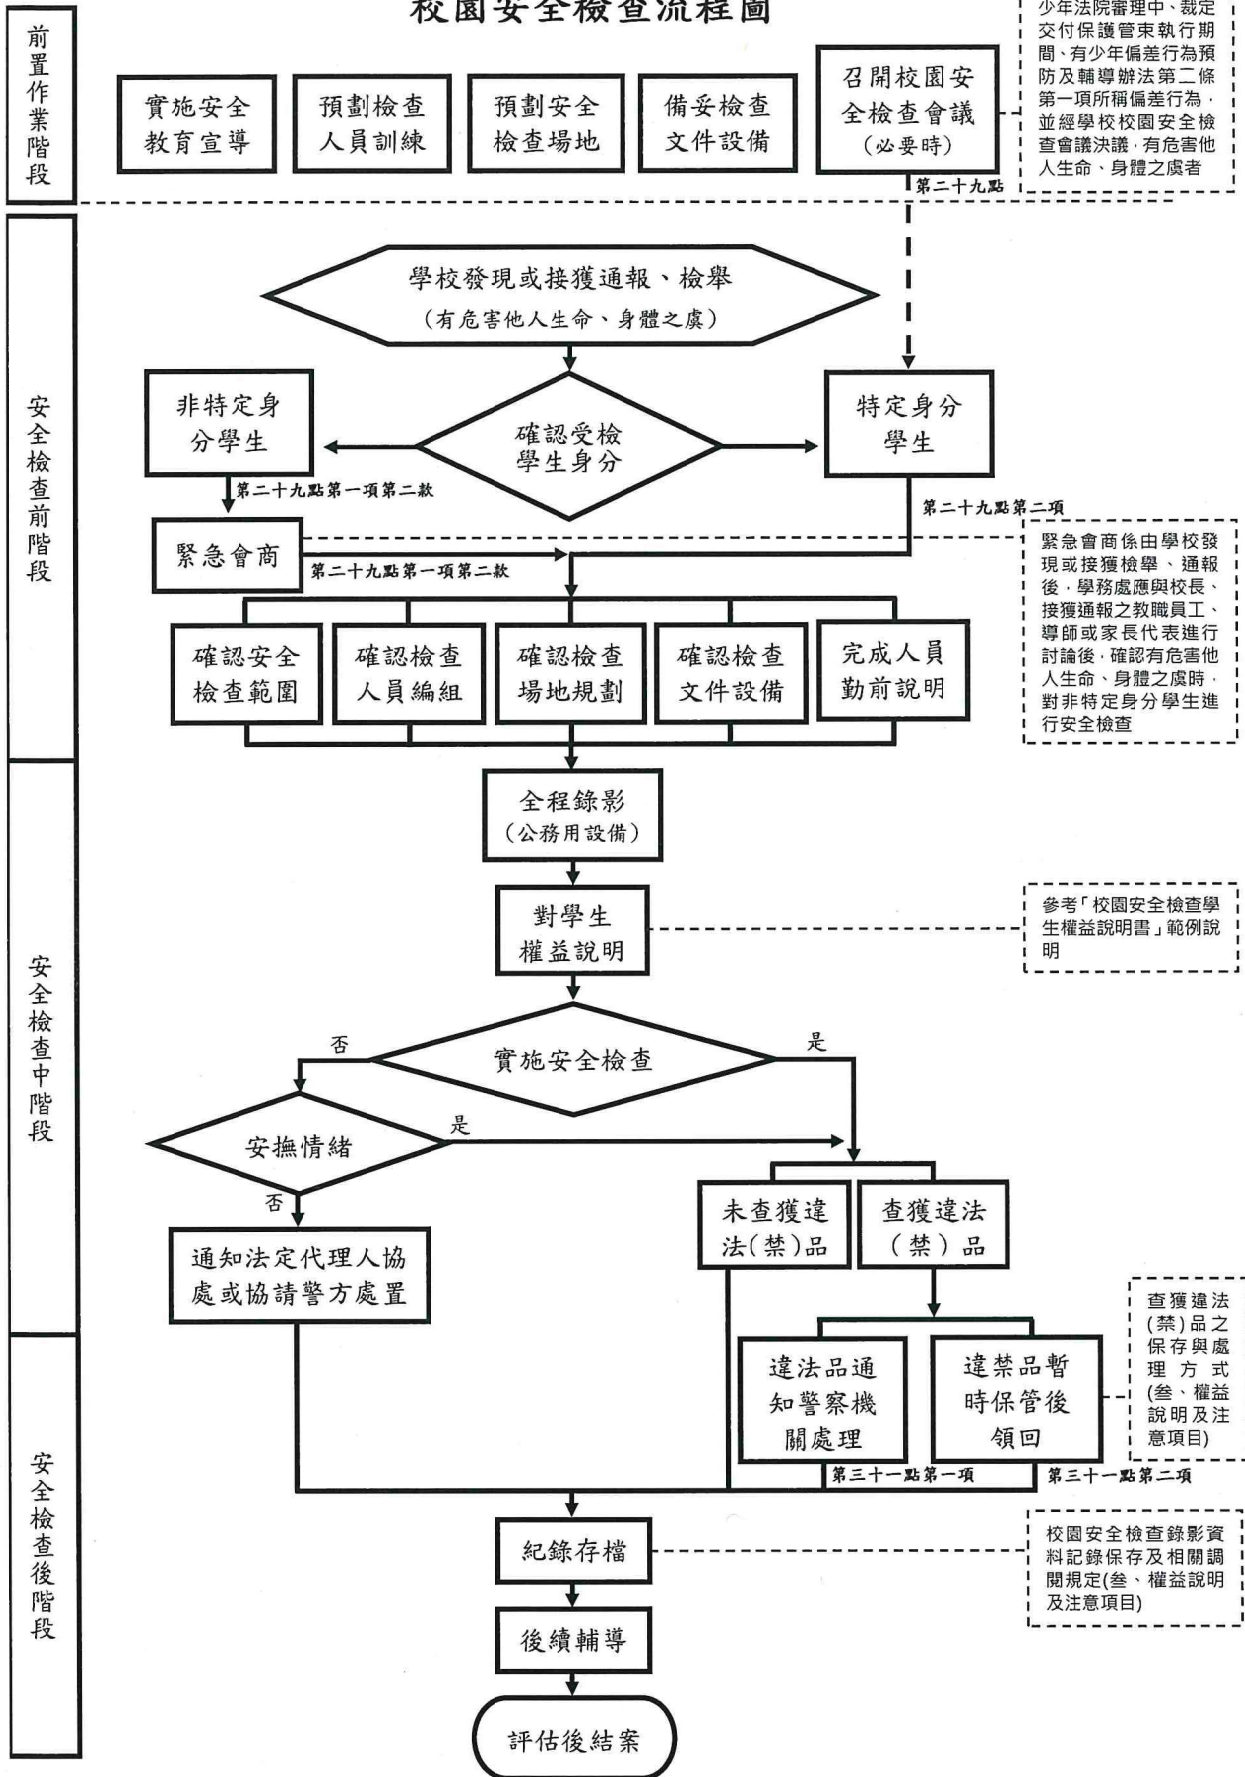 校園安全檢查流程圖
前置作業階段
實施安全
教育宣導
預劃檢查
人員訓練
預劃安全
檢查場地
備妥檢查
文件設備
召開校園安
全檢查會議
(必要時)
少年法院審理中、裁定
交付保護管束執行期
間、有少年偏差行為預
防及輔導辦法第二條
第一項所稱偏差行為,
並經學校校園安全檢
查會議決議,有危害他
人生命、身體之虞者
第二十九點
安全檢查前階段
學校發現或接獲通報、檢舉
(有危害他人生命、身體之虞)
非特定身
分學生
確認受檢
學生身分
特定身分
學生
第二十九點第一項第二款
第二十九點第二項
緊急會商
第二十九點第一項第二款
緊急會商係由學校發
現或接獲檢舉、通報
後,學務處應與校長、
接獲通報之教職員工、
導師或家長代表進行
討論後,確認有危害他
人生命、身體之虞時,
對非特定身分學生進
行安全檢查
確認安全
檢查範圍
確認檢查
人員編組
確認檢查
場地規劃
確認檢查
文件設備
完成人員
勤前說明
安全檢查中階段
全程錄影
(公務用設備)
對學生
權益說明
參考「校園安全檢查學
生權益說明書」範例說
明
實施安全檢查
否
是
安撫情緒
是
否
通知法定代理人協
處或協請警方處置
未查獲違
法(禁)品
查獲違法
(禁)品
安全檢查後階段
違法品通
知警察機
關處理
違禁品暫
時保管後
領回
查獲違法
(禁)品之
保存與處
理方式
(叁、權益
說明及注
意項目)
第三十一點第一項
第三十一點第二項
紀錄存檔
校園安全檢查錄影資
料記錄保存及相關調
閱規定(叁、權益說明
及注意項目)
後續輔導
評估後結案